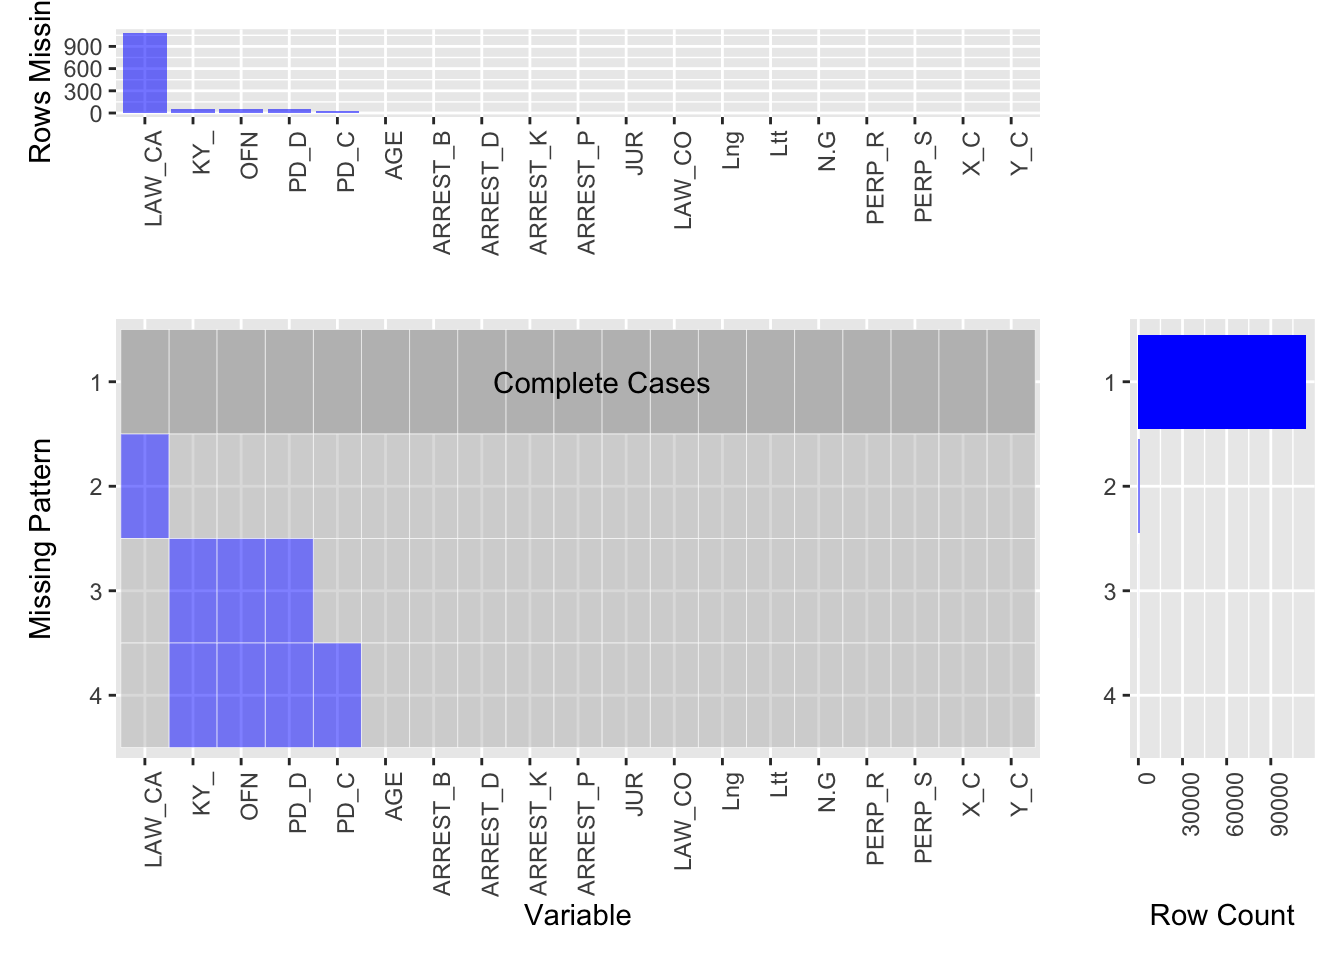 Rows Missin
900
600
300
0
LAW_CA KY_ OFN PD_D PD_C AGE ARREST_B ARREST_D ARREST_K ARREST_P JUR LAW_CO Lng Ltt N.G PERP_R PERP_S X_C Y_C
Missing Pattern
1
2
3
4
Complete Cases
LAW_CA KY_ OFN PD_D PD_C AGE ARREST_B ARREST_D ARREST_K ARREST_P JUR LAW_CO Lng Ltt N.G PERP_R PERP_S X_C Y_C
Variable
1
2
3
4
0 30000 60000 90000
Row Count